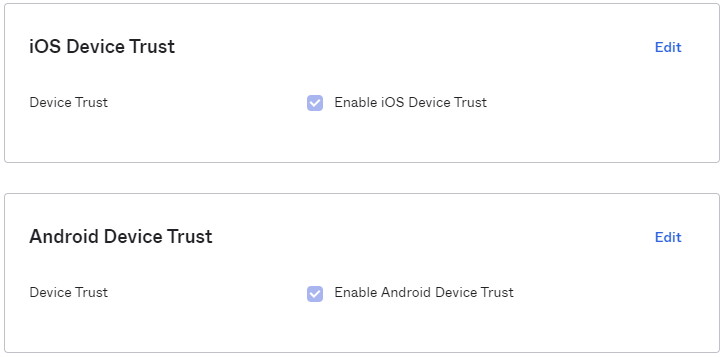 iOS Device Trust
Edit
Device Trust
Enable iOS Device Trust
Android Device Trust
Edit
Device Trust
Enable Android Device Trust